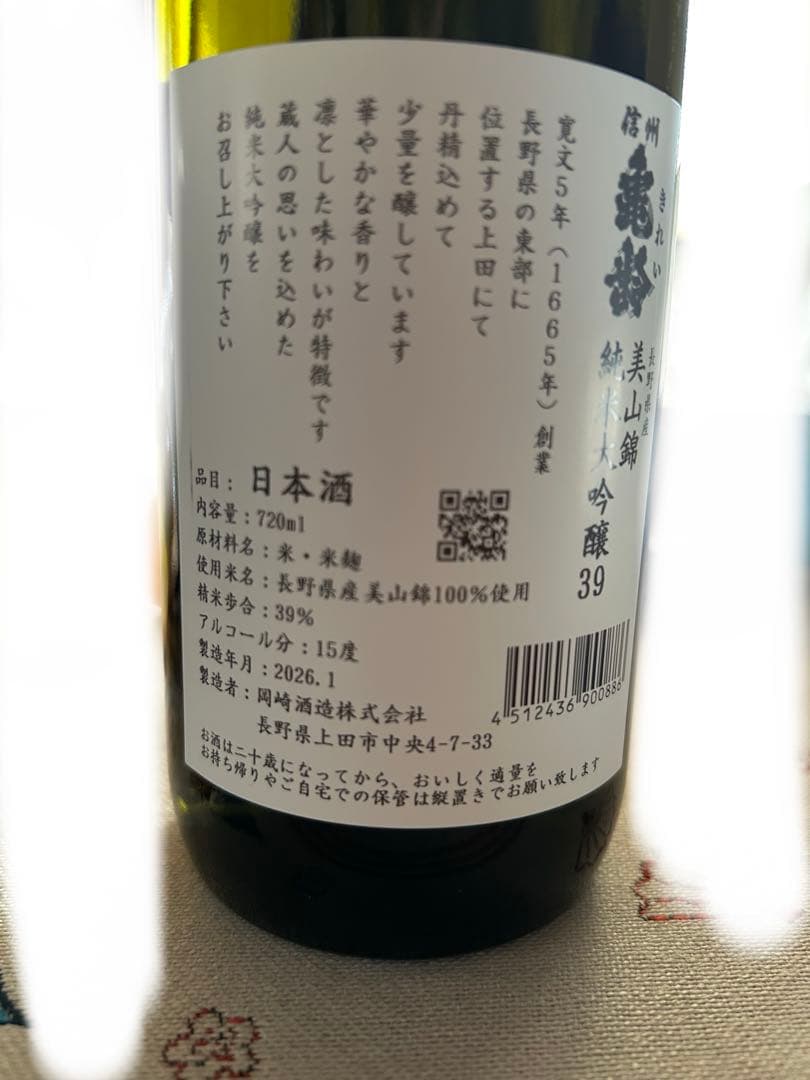 信州
亀齢
きれい
長野県産
美山錦
純米大吟醸
39
寛文5年（1665年）創業
長野県の東部に
位置する上田にて
丹精込めて
少量を醸しています
華やかな香りと
凛とした味わいが特徴です
蔵人の思いを込めた
純米大吟醸を
お召し上がり下さい
品目：日本酒
内容量：720ml
原材料名：米・米麹
使用米名：長野県産美山錦100%使用
精米歩合：39%
アルコール分：15度
製造年月：2026.1
製造者：岡崎酒造株式会社
長野県上田市中央4-7-33
お酒は二十歳になってから、おいしく適量を
お持ち帰りやご自宅での保管は縦置きでお願い致します
4 512436 900886